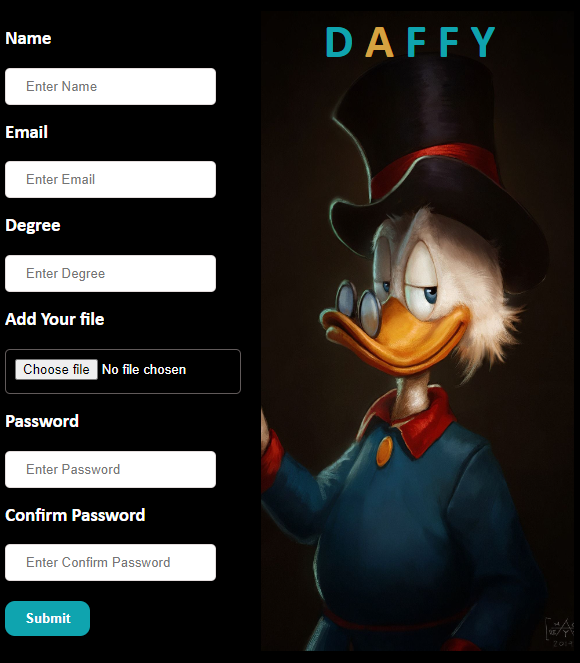 Name
Enter Name
Email
Enter Email
Degree
Enter Degree
Add Your file
Choose file No file chosen
Password
Enter Password
Confirm Password
Enter Confirm Password
Submit
DAFFY